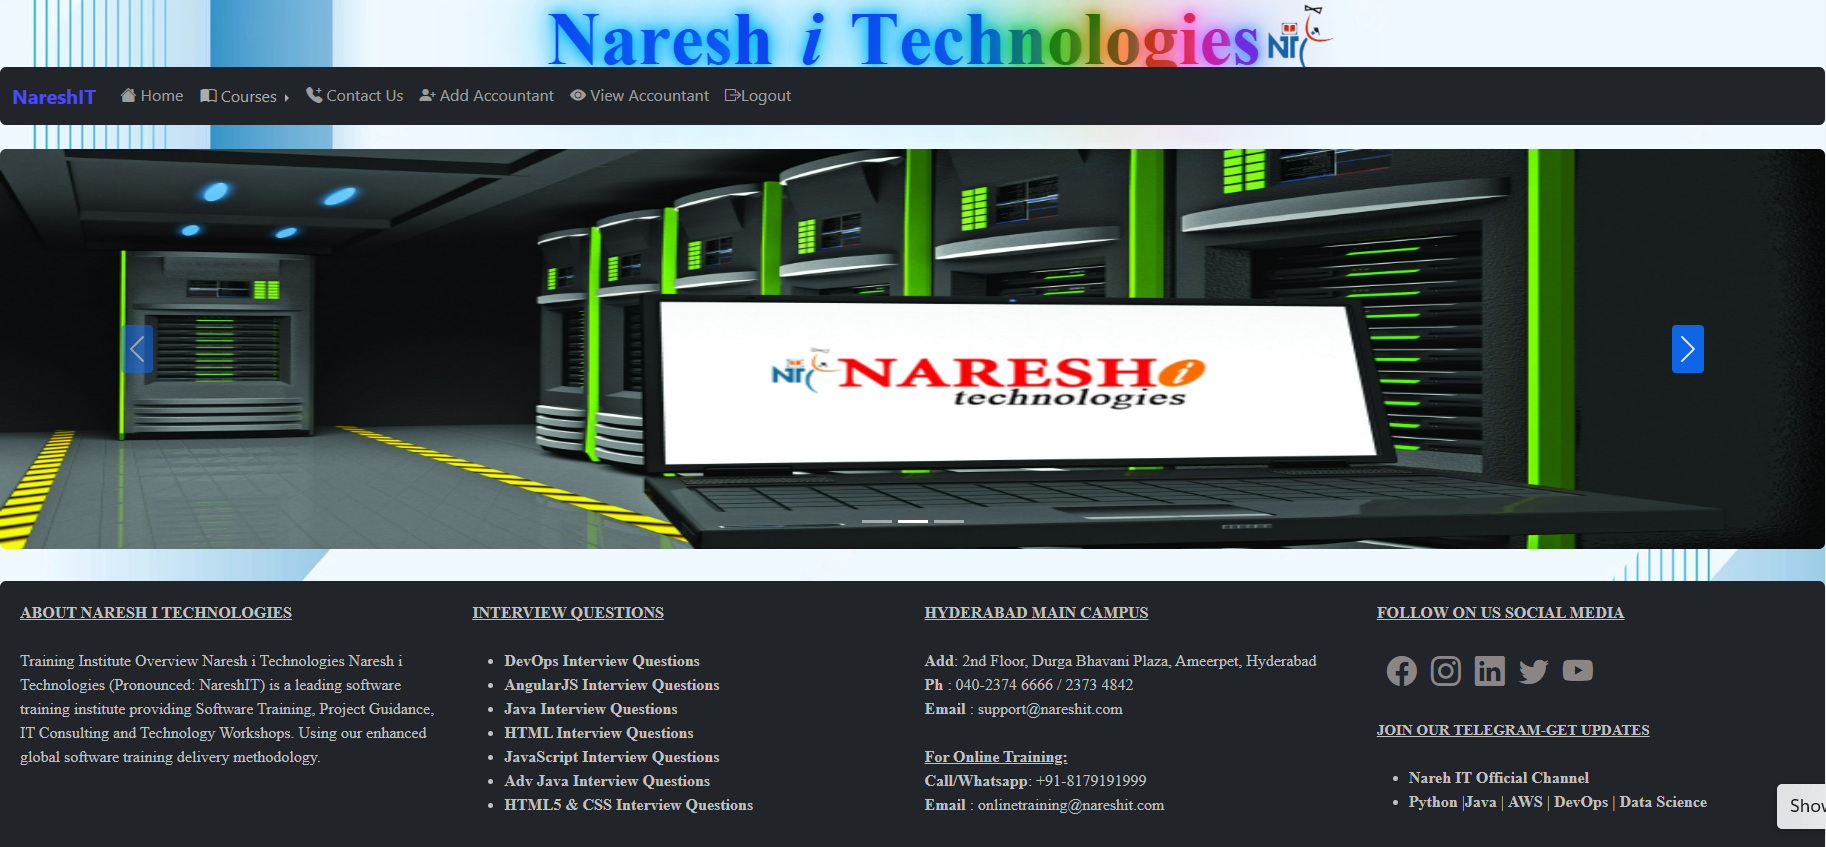 Naresh i Technologies
NareshIT Home Courses Contact Us Add Accountant View Accountant Logout
NARESH i
technologies
ABOUT NARESH I TECHNOLOGIES
Training Institute Overview Naresh i Technologies Naresh i
Technologies (Pronounced: NareshIT) is a leading software
training institute providing Software Training, Project Guidance,
IT Consulting and Technology Workshops. Using our enhanced
global software training delivery methodology.
INTERVIEW QUESTIONS
DevOps Interview Questions
AngularJS Interview Questions
Java Interview Questions
HTML Interview Questions
JavaScript Interview Questions
Adv Java Interview Questions
HTML5 & CSS Interview Questions
HYDERABAD MAIN CAMPUS
Add: 2nd Floor, Durga Bhavani Plaza, Ameerpet, Hyderabad
Ph : 040-2374 6666 / 2373 4842
Email : support@nareshit.com
For Online Training:
Call/Whatsapp: +91-8179191999
Email : onlinetraining@nareshit.com
FOLLOW ON US SOCIAL MEDIA
JOIN OUR TELEGRAM-GET UPDATES
Nareh IT Official Channel
Python |Java | AWS | DevOps | Data Science